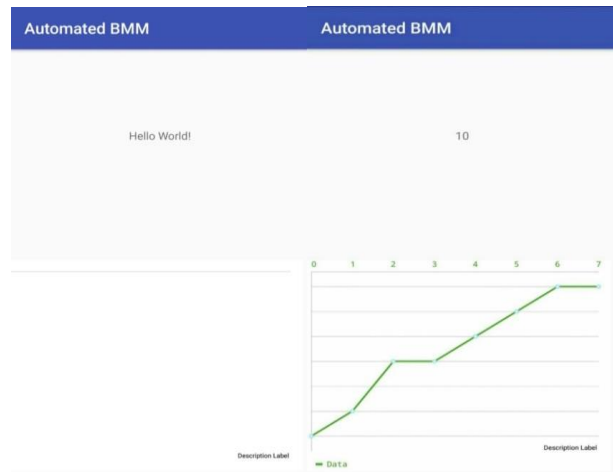 Automated BMM
Automated BMM
Hello World!
10
0 1 2 3 4 5 6 7
Description Label
Description Label
Data